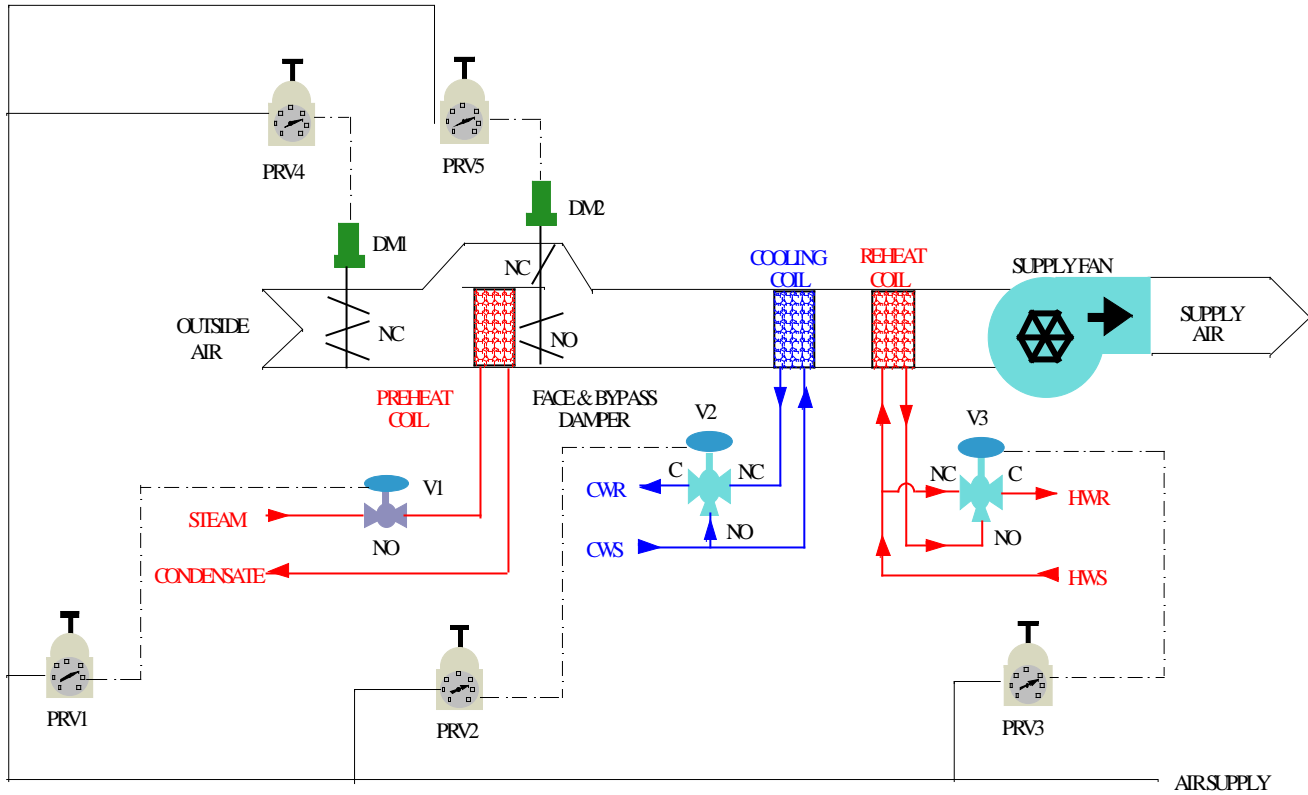 PRV4
PRV5
DM2
DM1
NC
COOLING
COIL
REHEAT
COIL
SUPPLY FAN
OUTSIDE
AIR
NC
NO
SUPPLY
AIR
PREHEAT
COIL
FACE & BYPASS
DAMPER
V2
V3
C
NC
NC
C
V1
CWR
HWR
STEAM
NO
CWS
NO
NO
CONDENSATE
HWS
PRV1
PRV2
PRV3
AIR SUPPLY